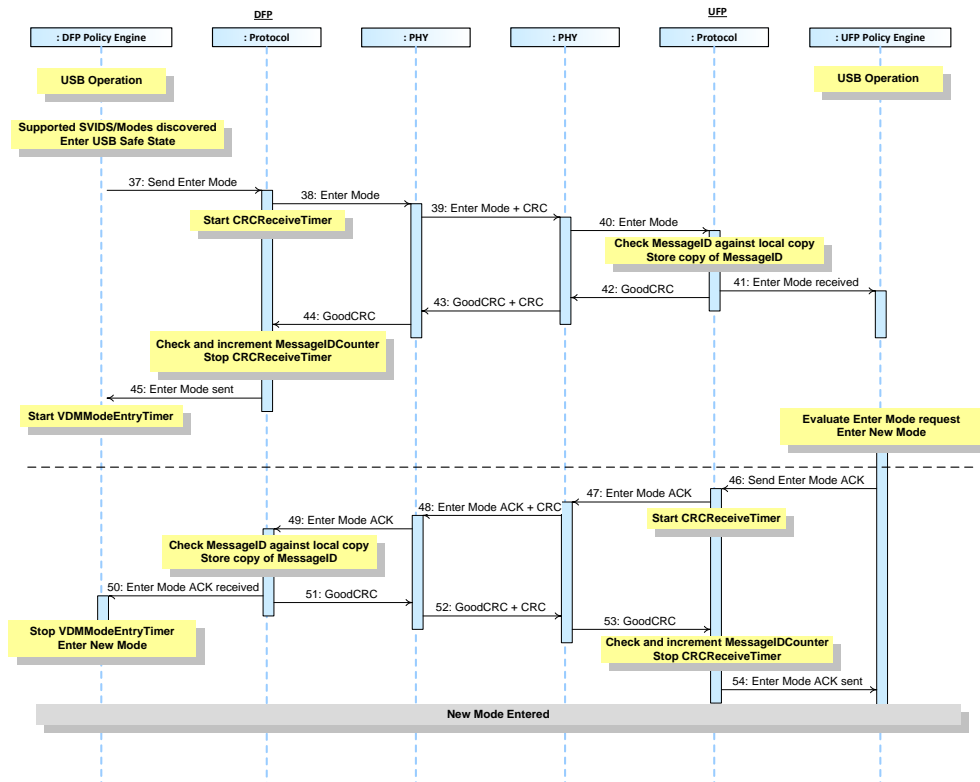 DFP
UFP
: DFP Policy Engine
: Protocol
: PHY
: PHY
: Protocol
: UFP Policy Engine
USB Operation
USB Operation
Supported SVIDS/Modes discovered
Enter USB Safe State
37: Send Enter Mode
38: Enter Mode
Start CRCReceiveTimer
39: Enter Mode + CRC
40: Enter Mode
Check MessageID against local copy
Store copy of MessageID
41: Enter Mode received
42: GoodCRC
43: GoodCRC + CRC
44: GoodCRC
Check and increment MessageIDCounter
Stop CRCReceiveTimer
45: Enter Mode sent
Start VDMModeEntryTimer
Evaluate Enter Mode request
Enter New Mode
46: Send Enter Mode ACK
47: Enter Mode ACK
Start CRCReceiveTimer
48: Enter Mode ACK + CRC
49: Enter Mode ACK
Check MessageID against local copy
Store copy of MessageID
50: Enter Mode ACK received
51: GoodCRC
52: GoodCRC + CRC
53: GoodCRC
Stop VDMModeEntryTimer
Enter New Mode
Check and increment MessageIDCounter
Stop CRCReceiveTimer
54: Enter Mode ACK sent
New Mode Entered